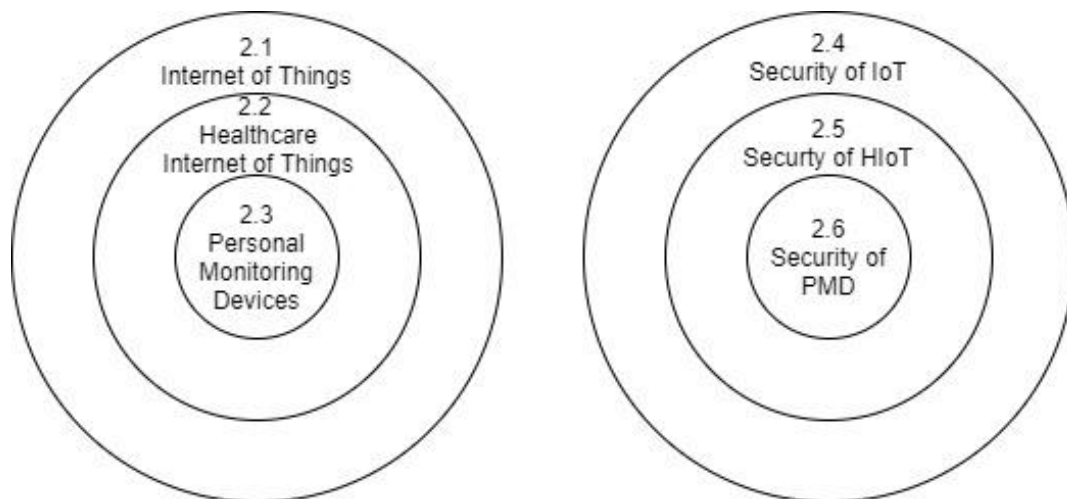 2.1
Internet of Things
2.2
Healthcare
Internet of Things
2.3
Personal
Monitoring
Devices
2.4
Security of IoT
2.5
Securty of HIoT
2.6
Security of
PMD